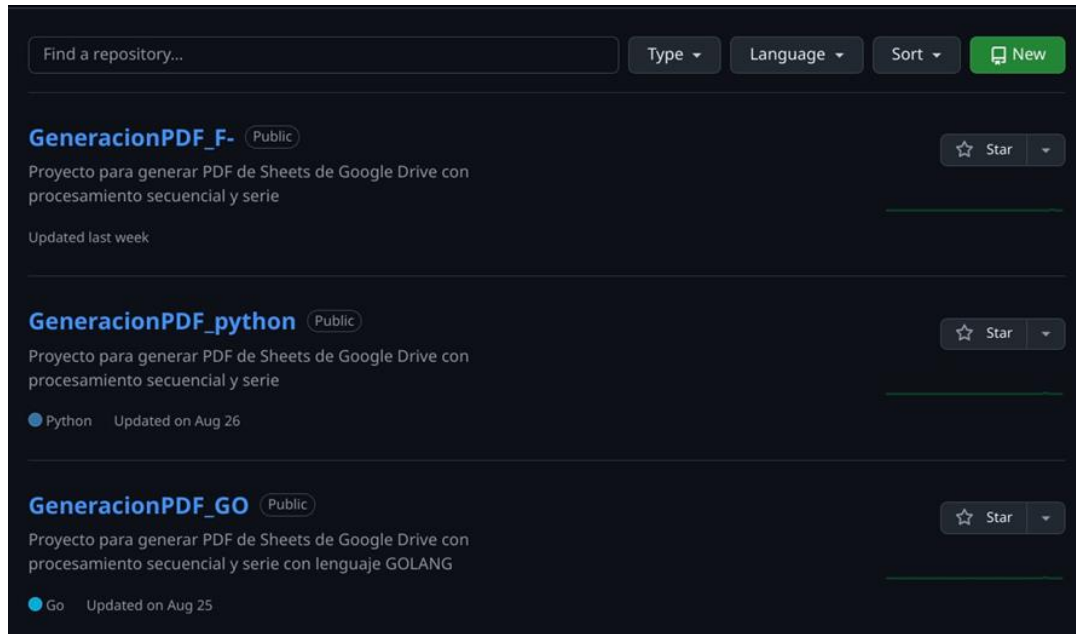 Find a repository... Type Language Sort New
GeneracionPDF_F- Public
Star
Proyecto para generar PDF de Sheets de Google Drive con
procesamiento secuencial y serie
Updated last week
GeneracionPDF_python Public
Star
Proyecto para generar PDF de Sheets de Google Drive con
procesamiento secuencial y serie
Python Updated on Aug 26
GeneracionPDF_GO Public
Star
Proyecto para generar PDF de Sheets de Google Drive con
procesamiento secuencial y serie con lenguaje GOLANG
Go Updated on Aug 25